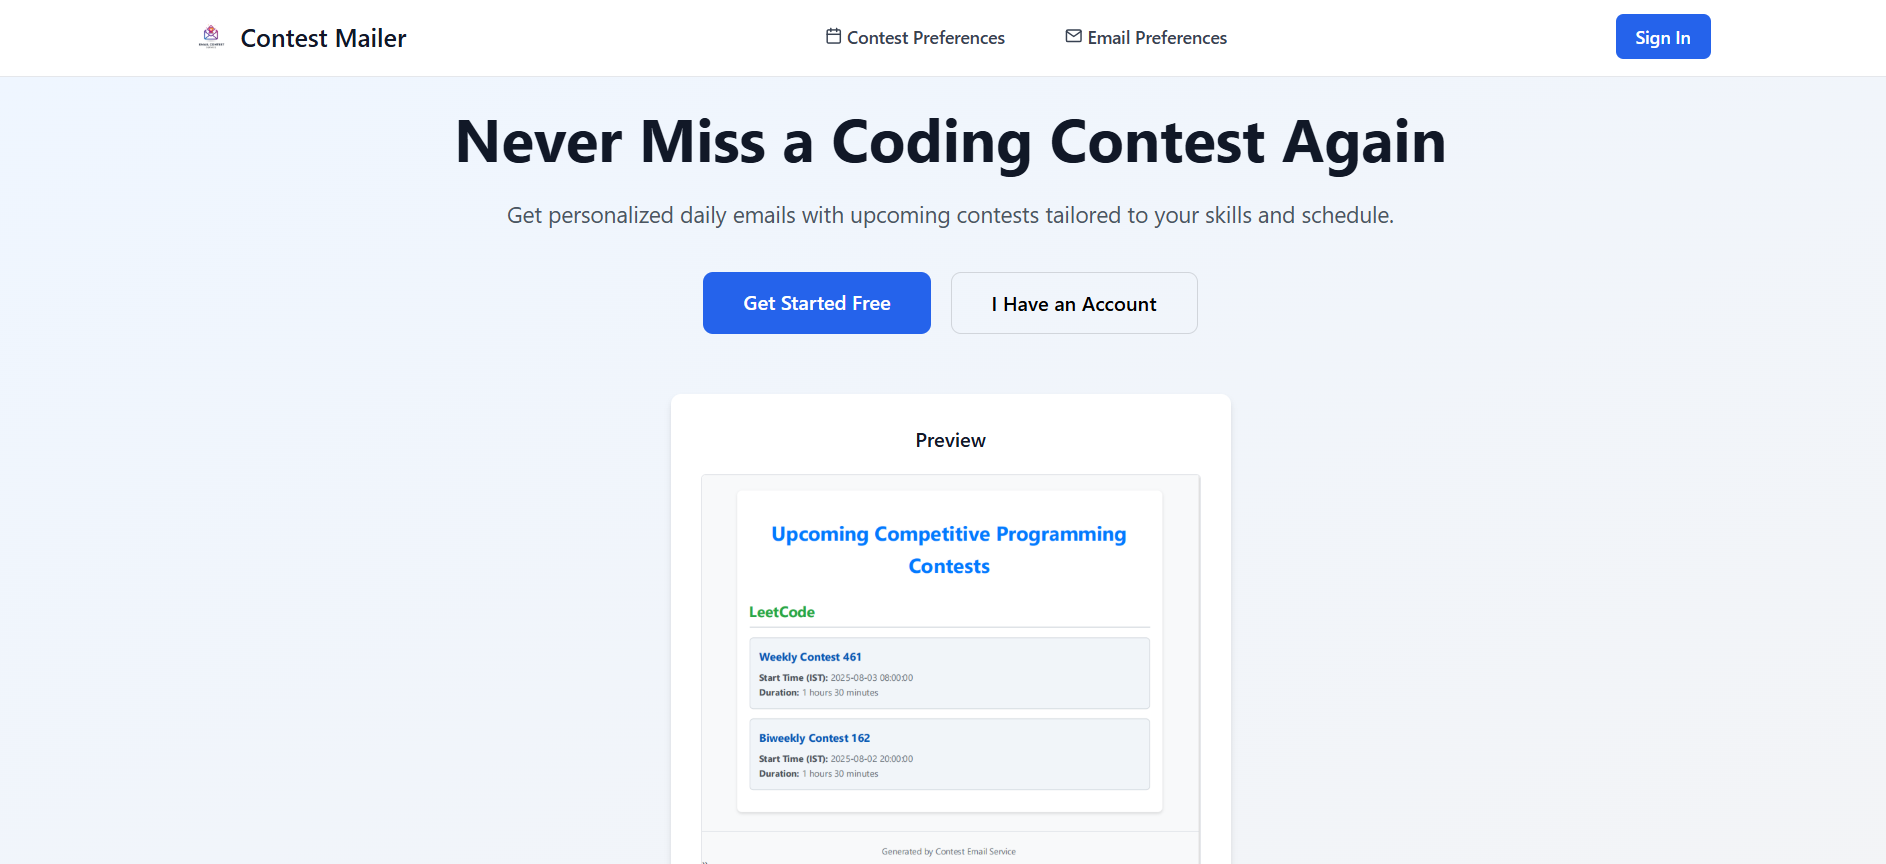 Contest Mailer
Contest Preferences
Email Preferences
Sign In
Never Miss a Coding Contest Again
Get personalized daily emails with upcoming contests tailored to your skills and schedule.
Get Started Free
I Have an Account
Preview
Upcoming Competitive Programming
Contests
LeetCode
Weekly Contest 461
Start Time (IST): 2025-08-03 08:00:00
Duration: 1 hours 30 minutes
Biweekly Contest 162
Start Time (IST): 2025-08-02 20:00:00
Duration: 1 hours 30 minutes
Generated by Contest Email Service